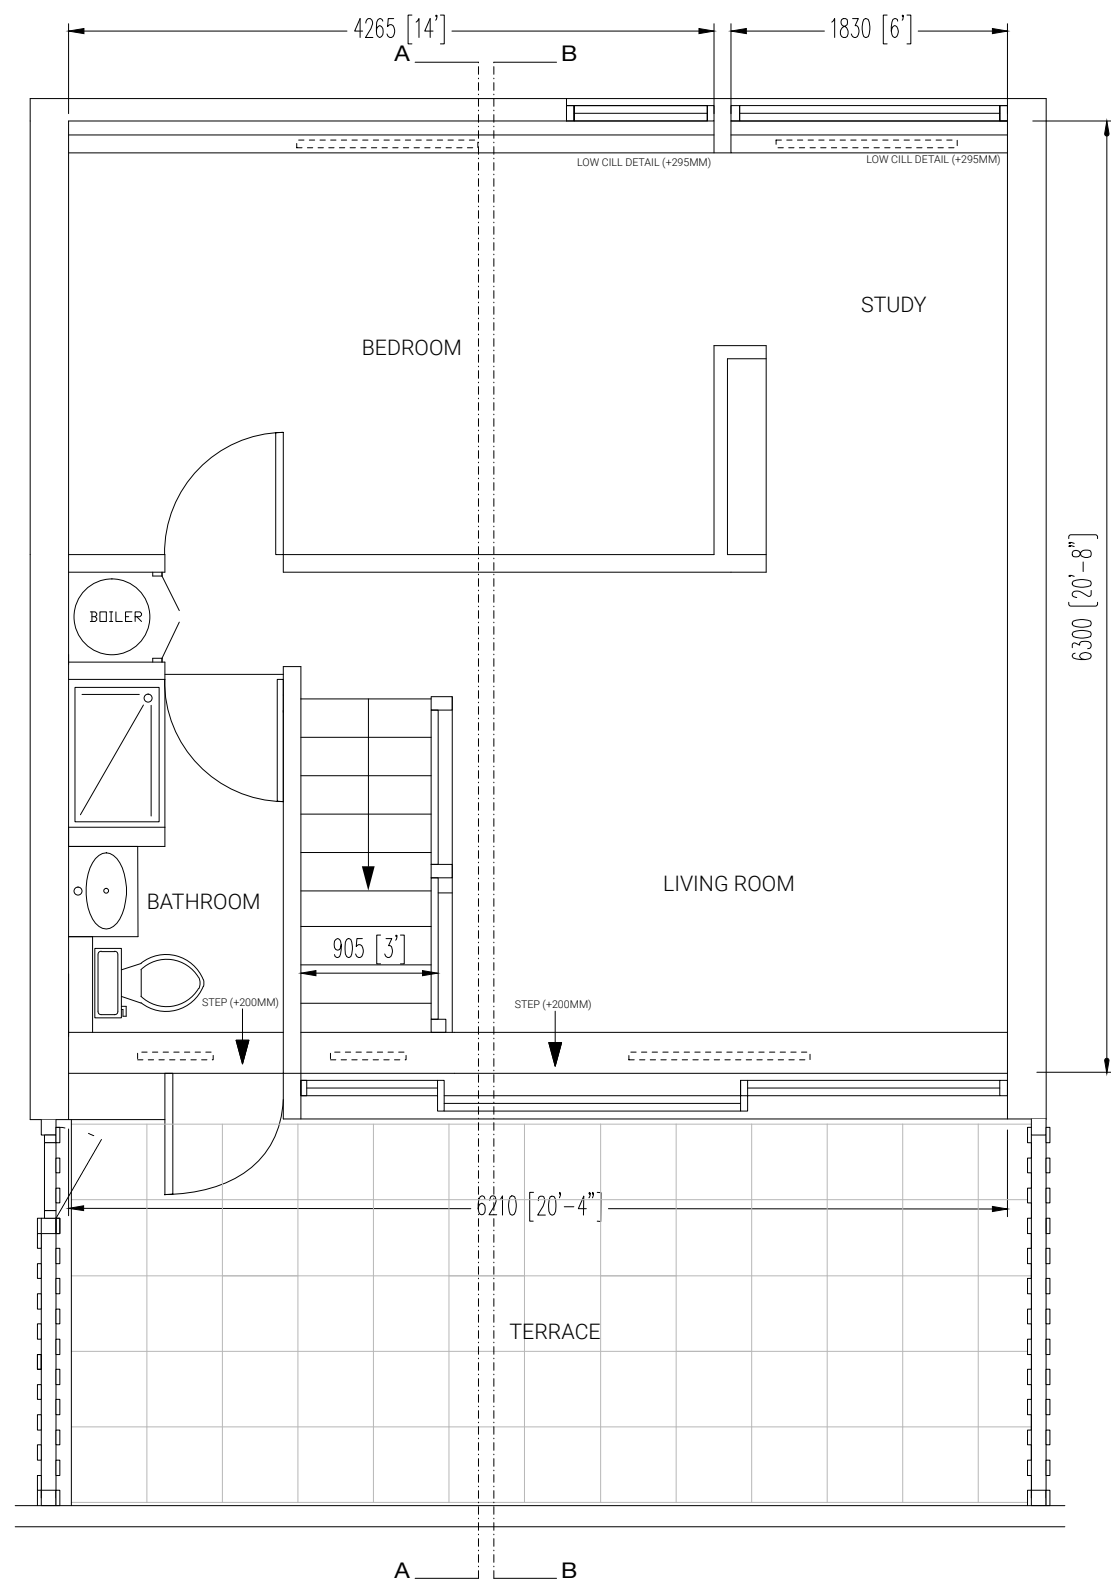 4265 [14']
1830 [6']
A
B
LOW CILL DETAIL (+295MM)
LOW CILL DETAIL (+295MM)
STUDY
BEDROOM
6300 [20'-8"]
BOILER
LIVING ROOM
BATHROOM
905 [3']
STEP (+200MM)
STEP (+200MM)
6210 [20'-4"]
TERRACE
A
B